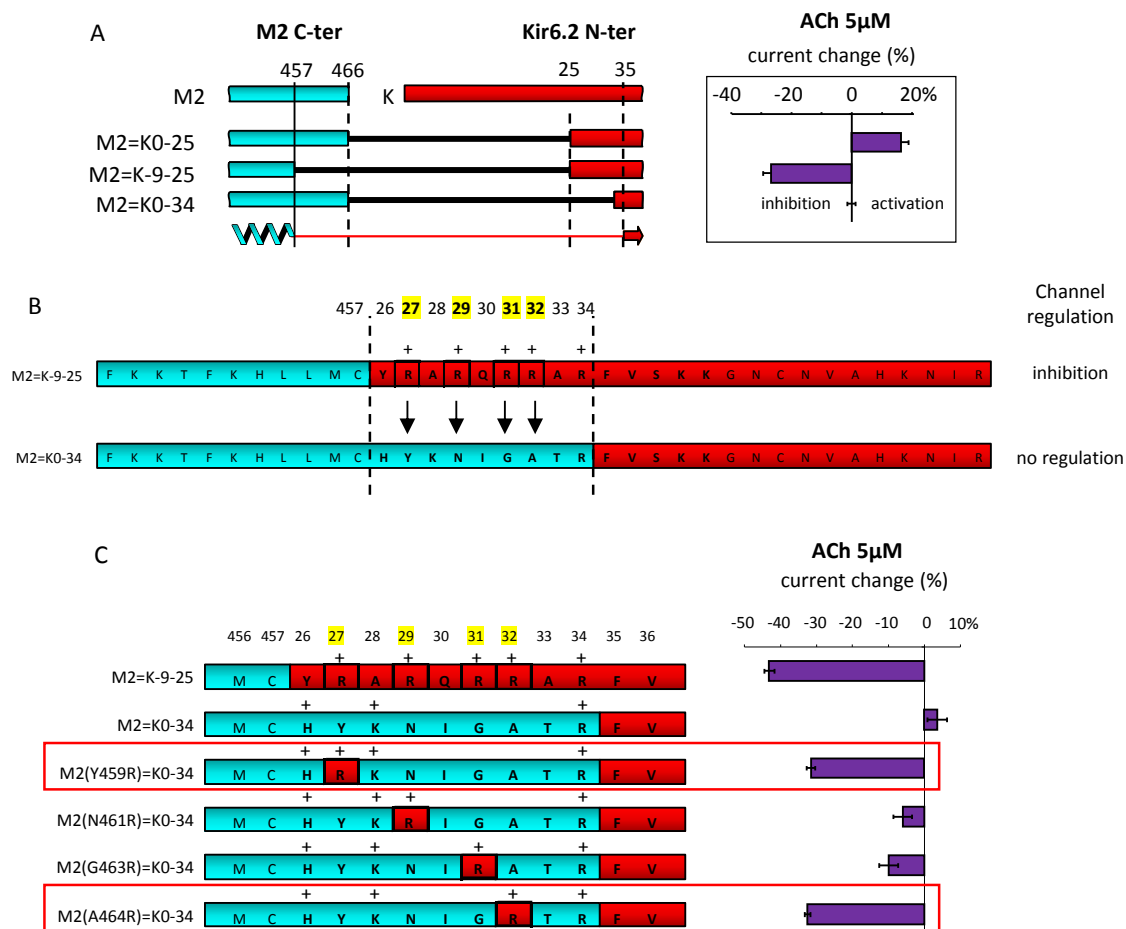 A
M2 C-ter
Kir6.2 N-ter
ACh 5µM
current change (%)
457 466 25 35
M2 K
-40 -20 0 20%
M2=K0-25
M2=K-9-25
M2=K0-34
inhibition activation
B
457 26 27 28 29 30 31 32 33 34
Channel
regulation
+ + + + +
M2=K-9-25 F K K T F K H L L M C Y R A R Q R R A R F V S K K G N C N V A H K N I R inhibition
M2=K0-34 F K K T F K H L L M C H Y K N I G A T R F V S K K G N C N V A H K N I R no regulation
C
ACh 5µM
current change (%)
456 457 26 27 28 29 30 31 32 33 34 35 36
-50 -40 -30 -20 -10 0 10%
+ + + + +
M2=K-9-25 M C Y R A R Q R R A R F V
+ + +
M2=K0-34 M C H Y K N I G A T R F V
+ + + +
M2(Y459R)=K0-34 M C H R K N I G A T R F V
+ + + +
M2(N461R)=K0-34 M C H Y K R I G A T R F V
+ + + +
M2(G463R)=K0-34 M C H Y K N I R A T R F V
+ + + +
M2(A464R)=K0-34 M C H Y K N I G R T R F V